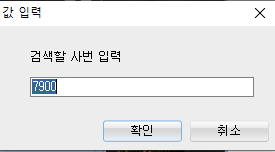 값 입력
검색할 사번 입력
7900
확인
취소